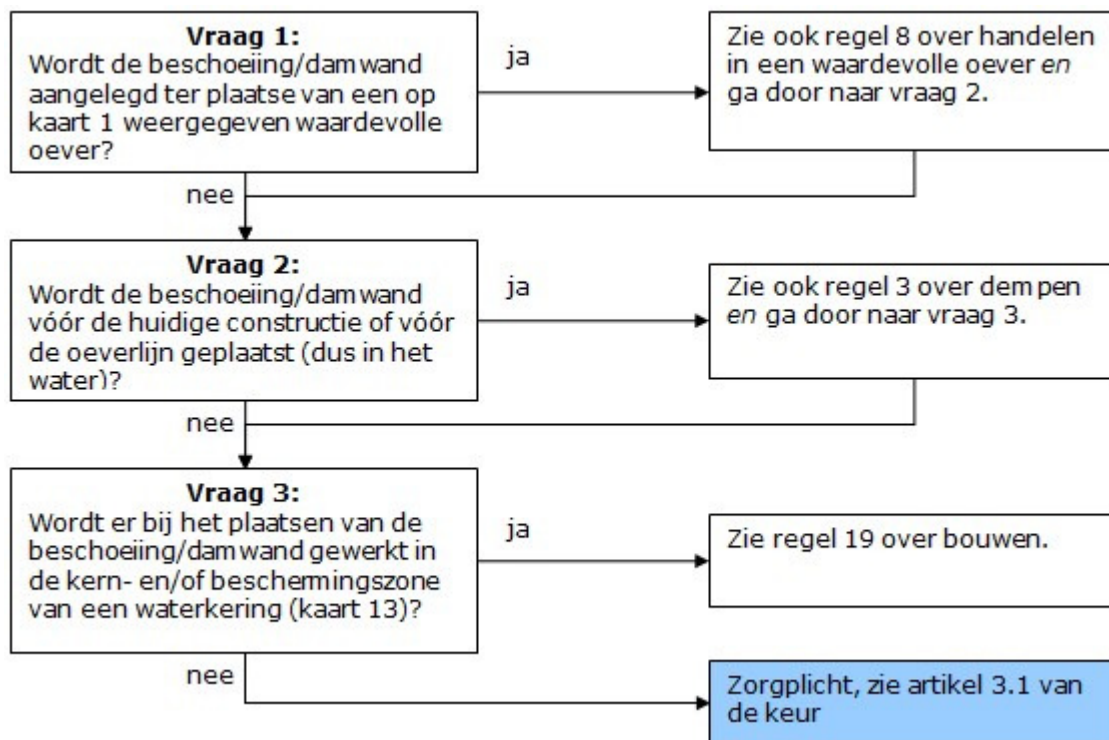 Vraag 1:
Wordt de beschoeiing/damwand
aangelegd ter plaatse van een op
kaart 1 weergegeven waardevolle
oever?
ja
Zie ook regel 8 over handelen
in een waardevolle oever en
ga door naar vraag 2.
nee
Vraag 2:
Wordt de beschoeiing/damwand
vóór de huidige constructie of vóór
de oeverlijn geplaatst (dus in het
water)?
ja
Zie ook regel 3 over dempen
en ga door naar vraag 3.
nee
Vraag 3:
Wordt er bij het plaatsen van de
beschoeiing/damwand gewerkt in
de kern- en/of beschermingszone
van een waterkering (kaart 13)?
ja
Zie regel 19 over bouwen.
nee
Zorgplicht, zie artikel 3.1 van
de keur